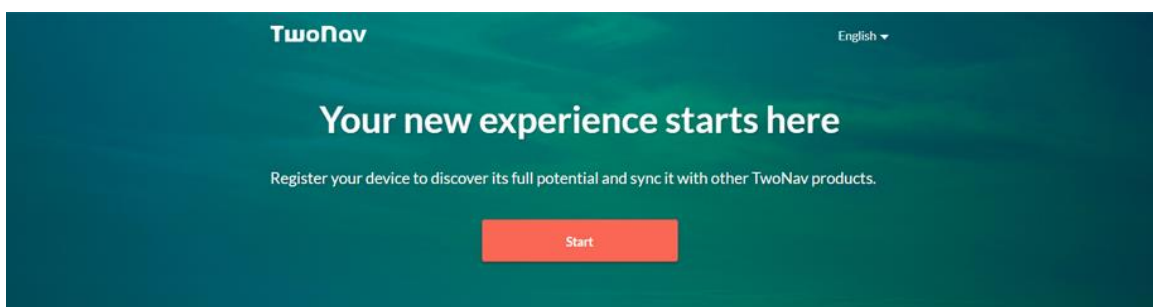 TwoNav
English
Your new experience starts here
Register your device to discover its full potential and sync it with other TwoNav products.
Start